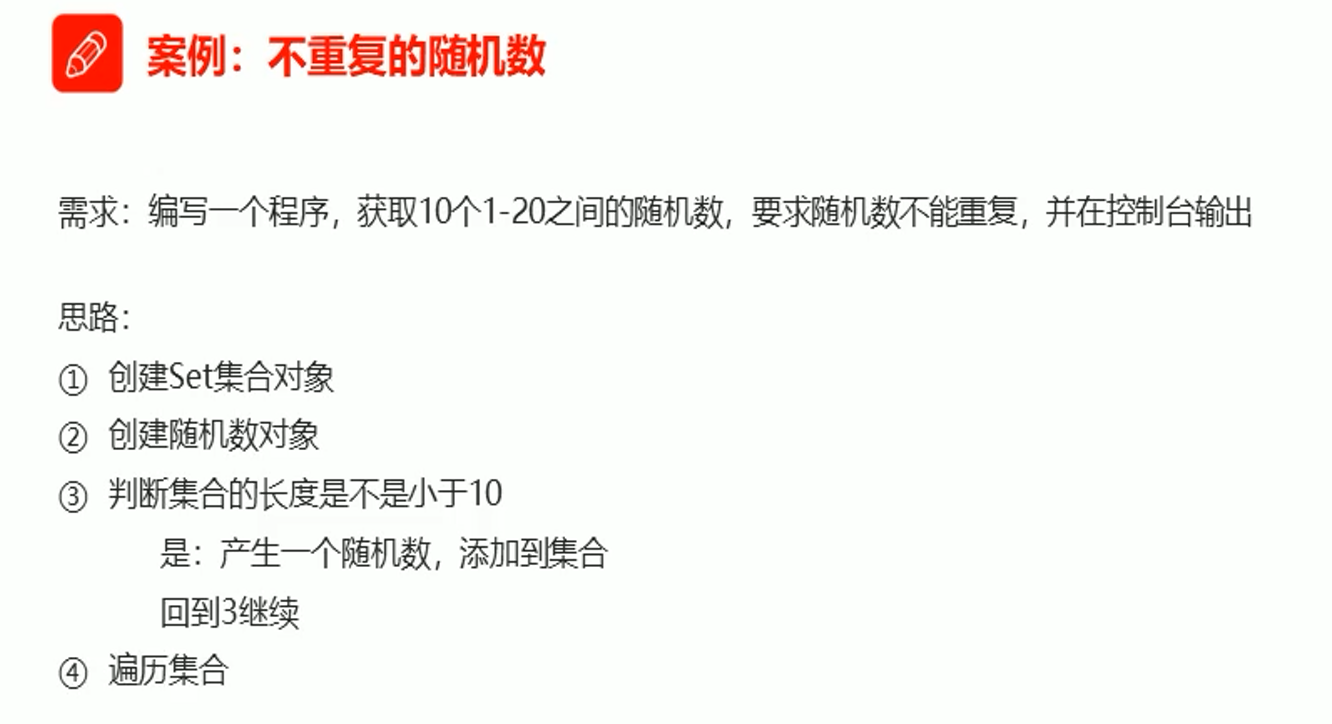 案例：不重复的随机数
需求：编写一个程序，获取10个1-20之间的随机数，要求随机数不能重复，并在控制台输出
思路：
① 创建Set集合对象
② 创建随机数对象
③ 判断集合的长度是不是小于10
是：产生一个随机数，添加到集合
回到3继续
④ 遍历集合